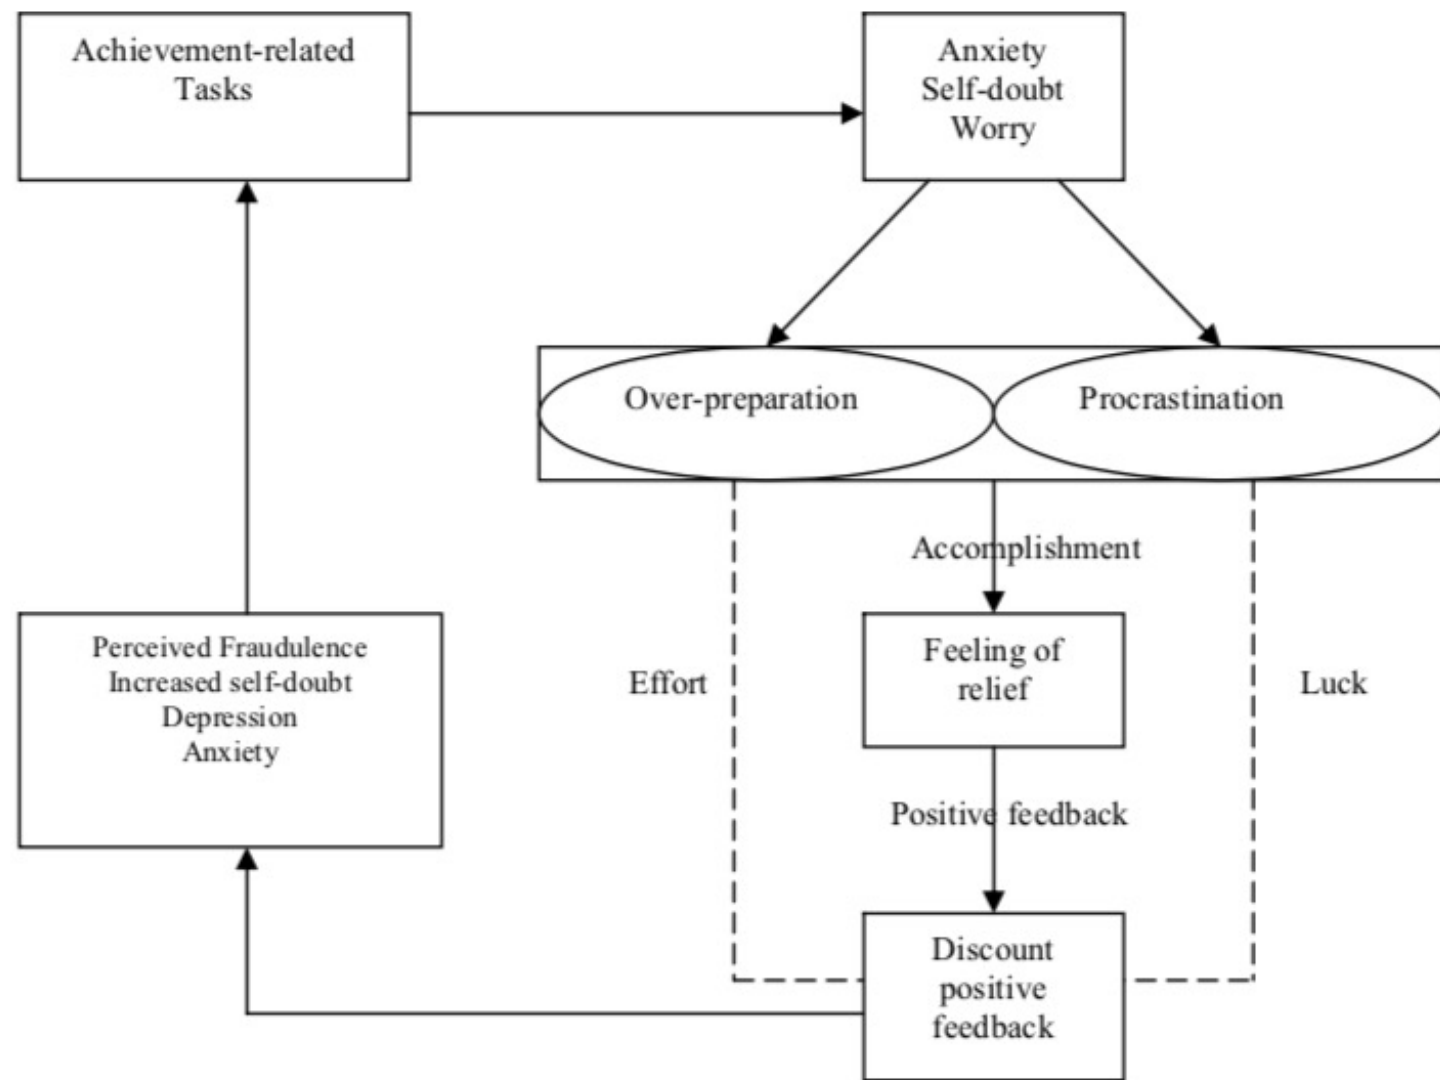 Achievement-related
Tasks
Anxiety
Self-doubt
Worry
Over-preparation
Procrastination
Accomplishment
Feeling of
relief
Effort
Luck
Perceived Fraudulence
Increased self-doubt
Depression
Anxiety
Positive feedback
Discount
positive
feedback